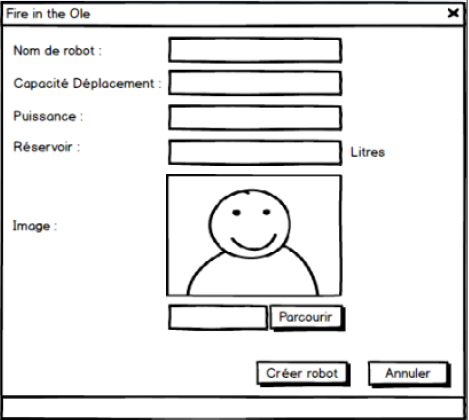 Fire in the Ole
Nom de robot :
Capacité Déplacement :
Puissance :
Réservoir : Litres
Image :
Parcourir
Créer robot Annuler